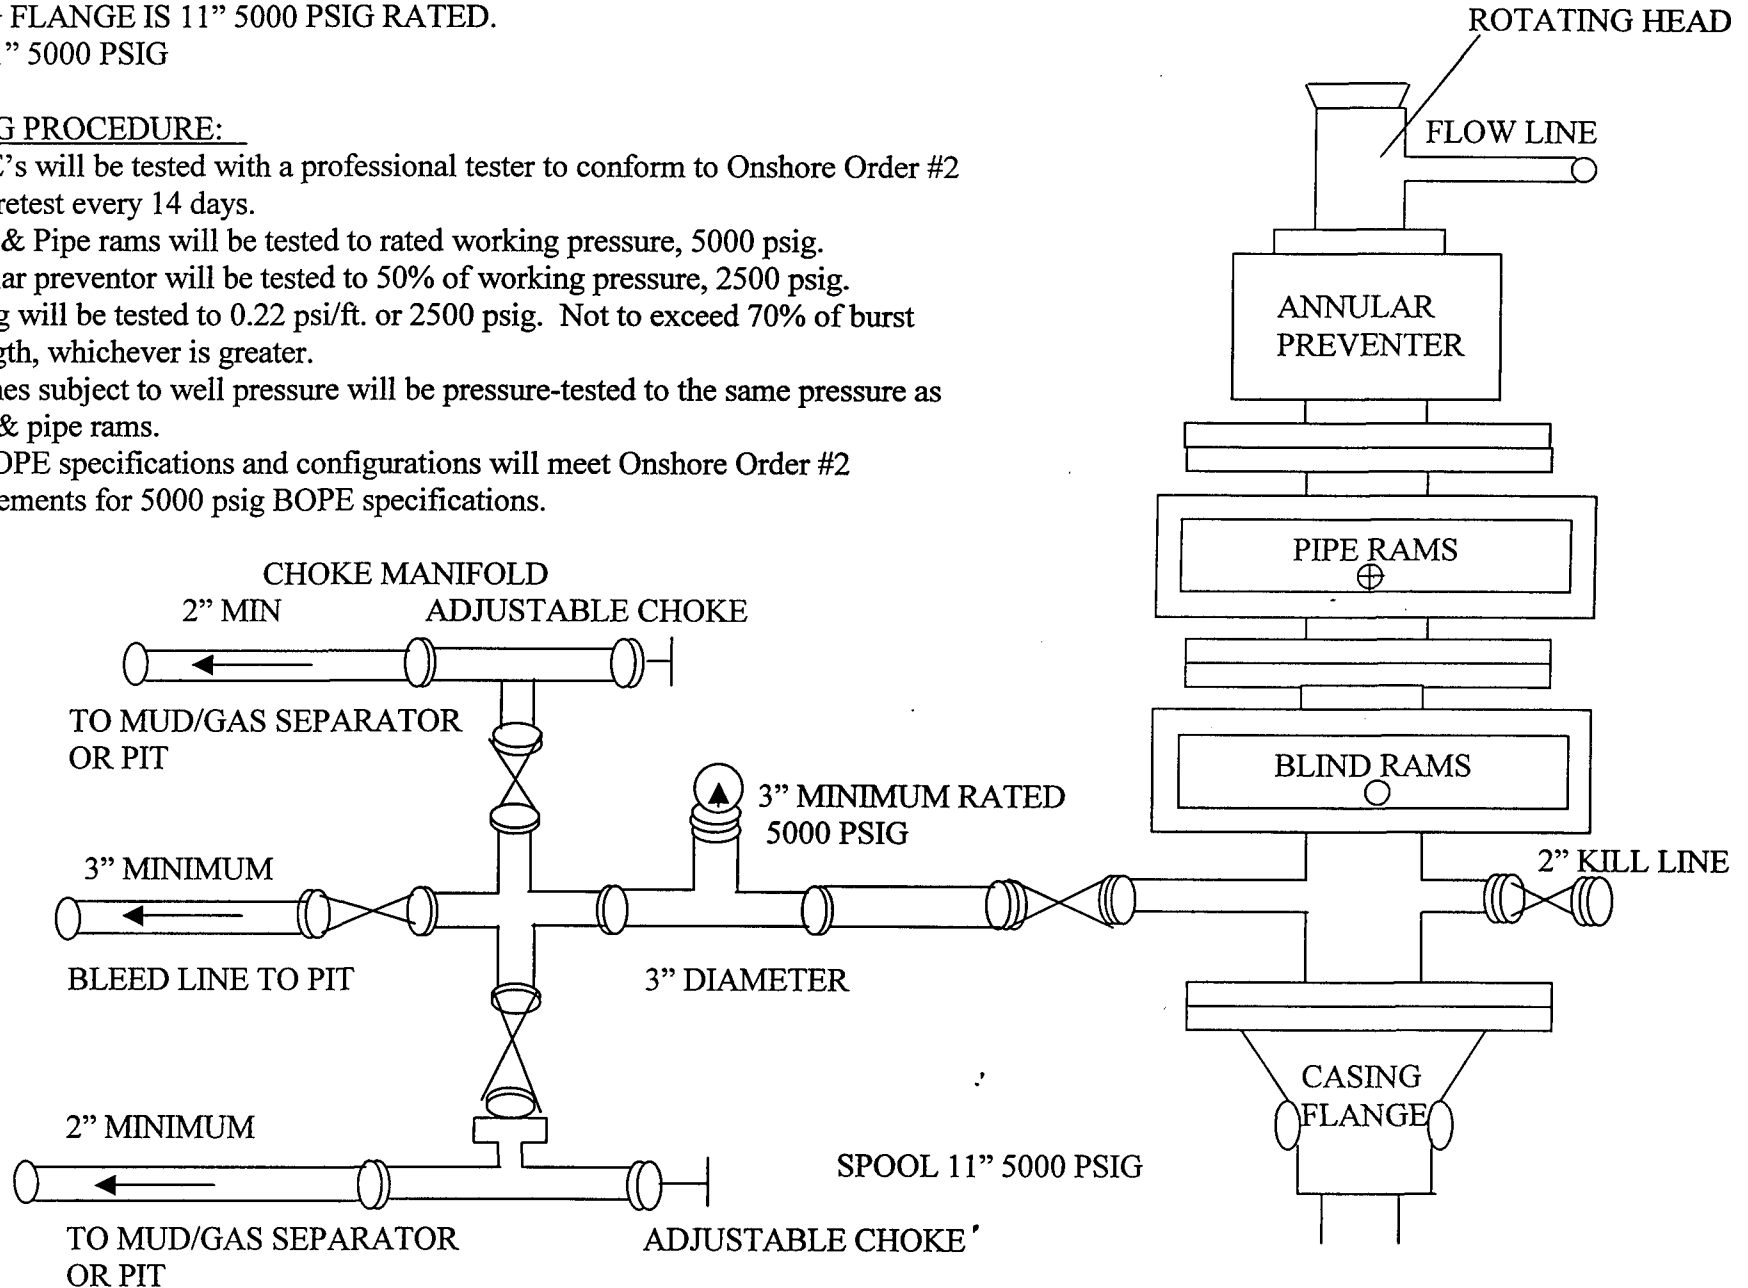 FLANGE IS 11” 5000 PSIG RATED.
” 5000 PSIG
G PROCEDURE:
E’s will be tested with a professional tester to conform to Onshore Order #2
retest every 14 days.
& Pipe rams will be tested to rated working pressure, 5000 psig.
lar preventor will be tested to 50% of working pressure, 2500 psig.
g will be tested to 0.22 psi/ft. or 2500 psig. Not to exceed 70% of burst
gth, whichever is greater.
nes subject to well pressure will be pressure-tested to the same pressure as
& pipe rams.
OPE specifications and configurations will meet Onshore Order #2
ements for 5000 psig BOPE specifications.
ROTATING HEAD
FLOW LINE
ANNULAR
PREVENTER
PIPE RAMS
BLIND RAMS
2” KILL LINE
CASING
FLANGE
CHOKE MANIFOLD
2” MIN
ADJUSTABLE CHOKE
TO MUD/GAS SEPARATOR
OR PIT
3” MINIMUM RATED
5000 PSIG
3” MINIMUM
BLEED LINE TO PIT
3” DIAMETER
2” MINIMUM
SPOOL 11” 5000 PSIG
TO MUD/GAS SEPARATOR
OR PIT
ADJUSTABLE CHOKE